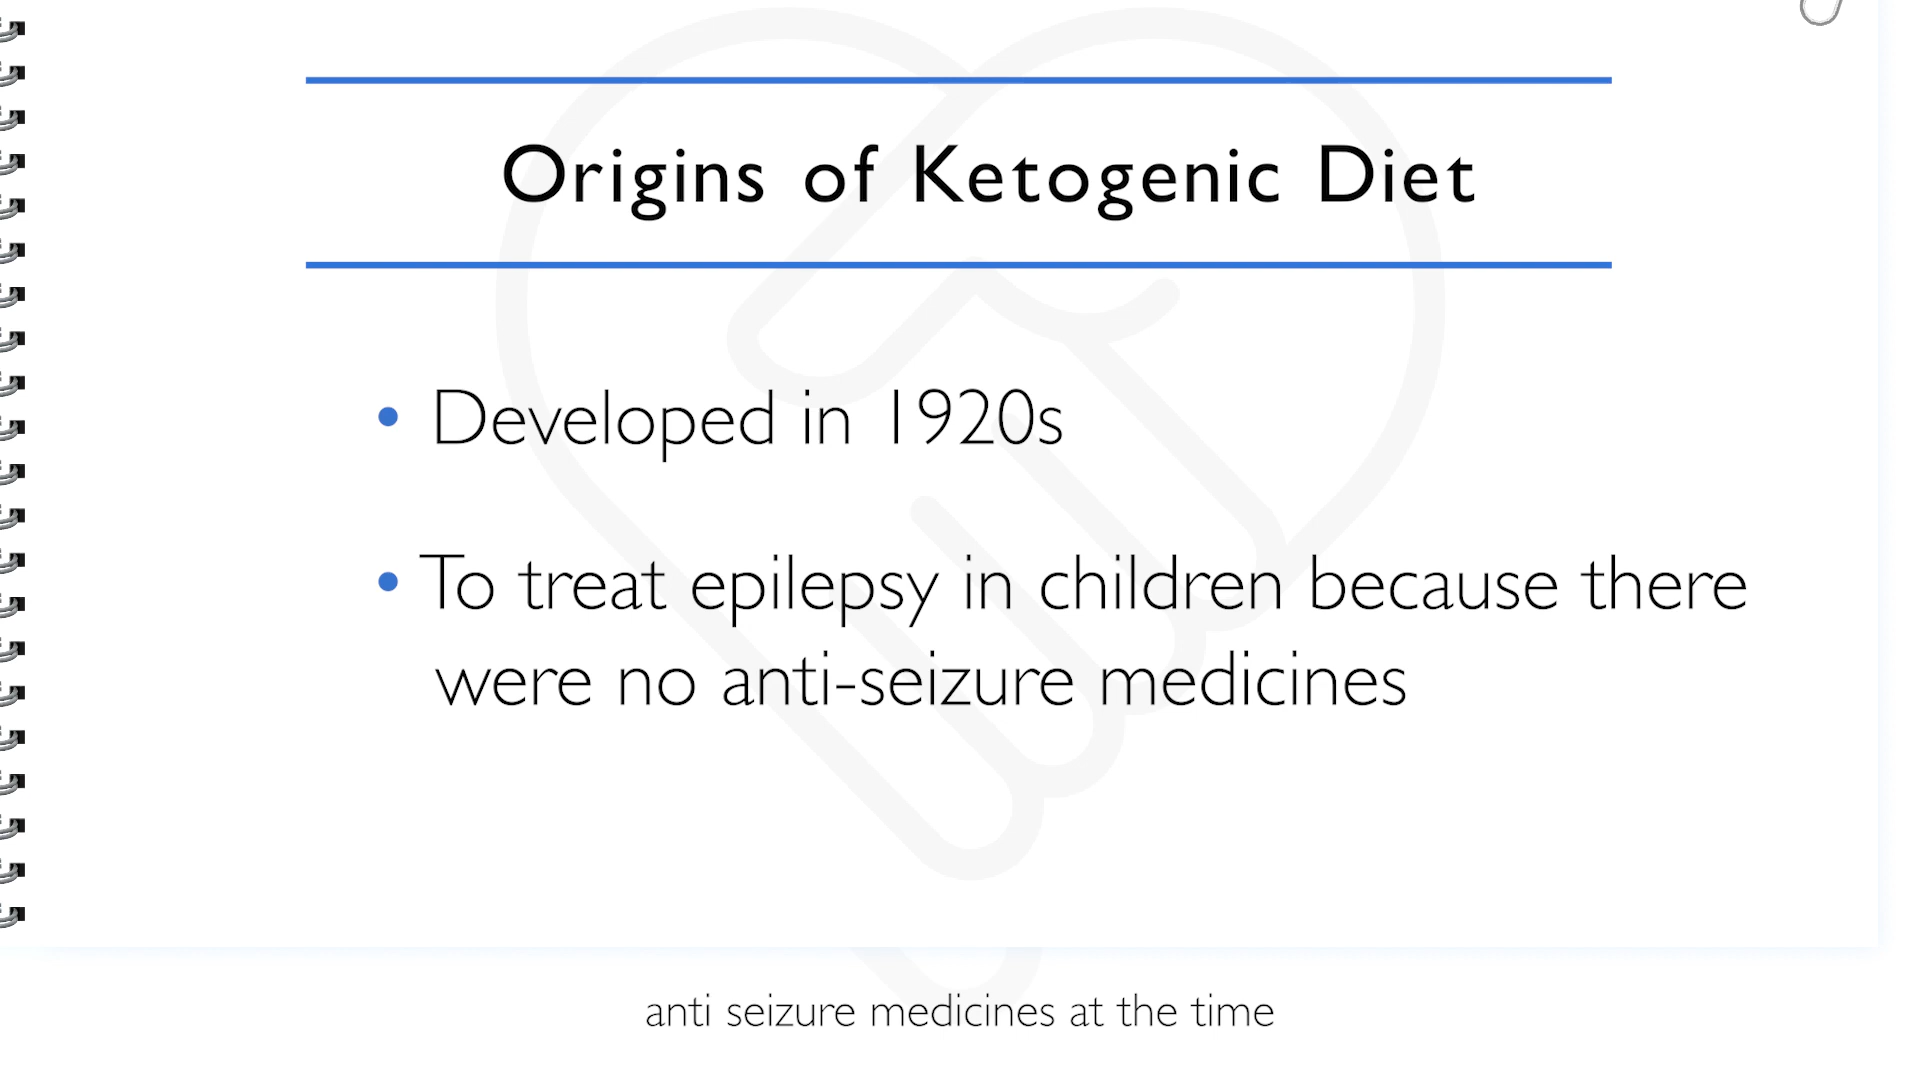 Origins of Ketogenic Diet
• Developed in 1920s
• To treat epilepsy in children because there
were no anti-seizure medicines
anti seizure medicines at the time